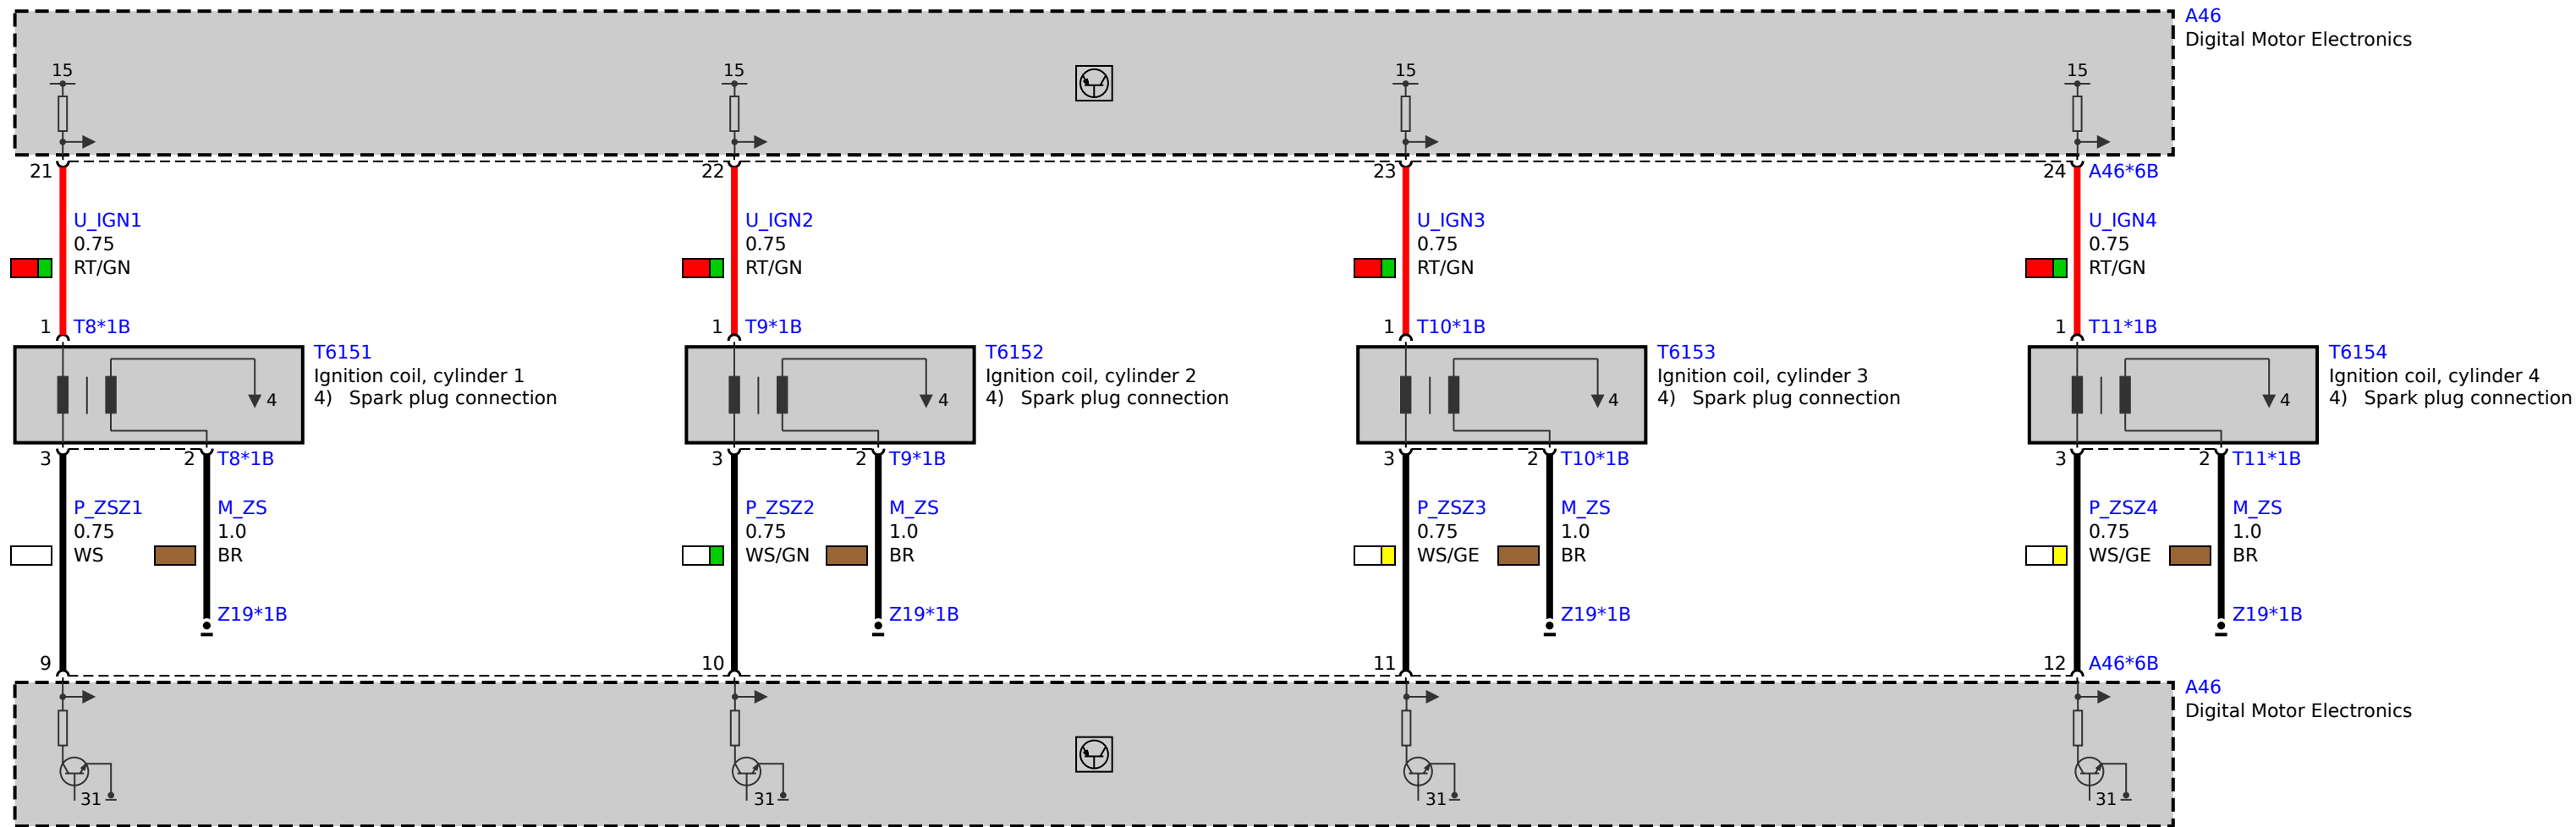 A46
Digital Motor Electronics
15 15 15 15
21 22 23 24 A46*6B
U_IGN1 U_IGN2 U_IGN3 U_IGN4
0.75 0.75 0.75 0.75
RT/GN RT/GN RT/GN RT/GN
1 T8*1B 1 T9*1B 1 T10*1B 1 T11*1B
T6151 T6152 T6153 T6154
Ignition coil, cylinder 1 Ignition coil, cylinder 2 Ignition coil, cylinder 3 Ignition coil, cylinder 4
4 4) Spark plug connection 4 4) Spark plug connection 4 4) Spark plug connection 4 4) Spark plug connection
3 2 T8*1B 3 2 T9*1B 3 2 T10*1B 3 2 T11*1B
P_ZSZ1 M_ZS P_ZSZ2 M_ZS P_ZSZ3 M_ZS P_ZSZ4 M_ZS
0.75 1.0 0.75 1.0 0.75 1.0 0.75 1.0
WS BR WS/GN BR WS/GE BR WS/GE BR
Z19*1B Z19*1B Z19*1B Z19*1B
9 10 11 12 A46*6B
A46
Digital Motor Electronics
31 31 31 31